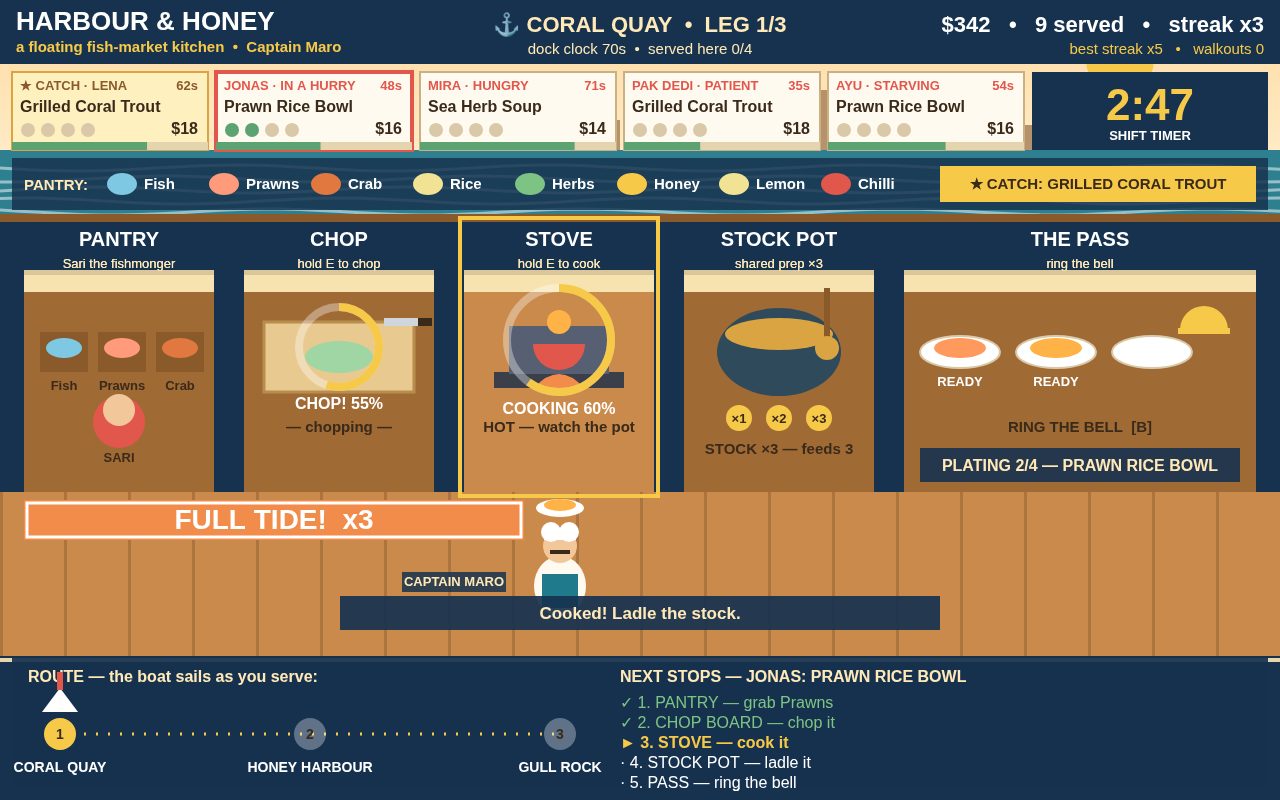 HARBOUR & HONEY
a floating fish-market kitchen • Captain Maro
⚓ CORAL QUAY • LEG 1/3
dock clock 70s • served here 0/4
$342 • 9 served • streak x3
best streak x5 • walkouts 0
★ CATCH · LENA 62s
Grilled Coral Trout
$18
JONAS · IN A HURRY 48s
Prawn Rice Bowl
$16
MIRA · HUNGRY 71s
Sea Herb Soup
$14
PAK DEDI · PATIENT 35s
Grilled Coral Trout
$18
AYU · STARVING 54s
Prawn Rice Bowl
$16
2:47
SHIFT TIMER
PANTRY: Fish Prawns Crab Rice Herbs Honey Lemon Chilli
★ CATCH: GRILLED CORAL TROUT
PANTRY
Sari the fishmonger
Fish Prawns Crab
SARI
CHOP
hold E to chop
CHOP! 55%
— chopping —
STOVE
hold E to cook
COOKING 60%
HOT — watch the pot
STOCK POT
shared prep ×3
×1 ×2 ×3
STOCK ×3 — feeds 3
THE PASS
ring the bell
READY READY
RING THE BELL [B]
PLATING 2/4 — PRAWN RICE BOWL
FULL TIDE! x3
CAPTAIN MARO
Cooked! Ladle the stock.
ROUTE — the boat sails as you serve:
1 2 3
CORAL QUAY HONEY HARBOUR GULL ROCK
NEXT STOPS — JONAS: PRAWN RICE BOWL
✓ 1. PANTRY — grab Prawns
✓ 2. CHOP BOARD — chop it
► 3. STOVE — cook it
· 4. STOCK POT — ladle it
· 5. PASS — ring the bell